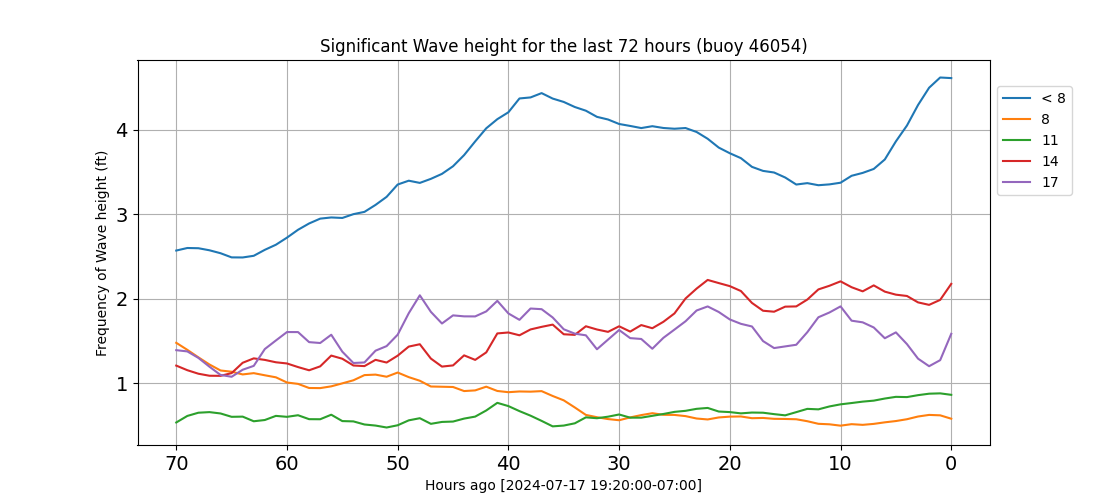 Significant Wave height for the last 72 hours (buoy 46054)
Frequency of Wave height (ft)
4
3
2
1
70 60 50 40 30 20 10 0
Hours ago [2024-07-17 19:20:00-07:00]
< 8
8
11
14
17